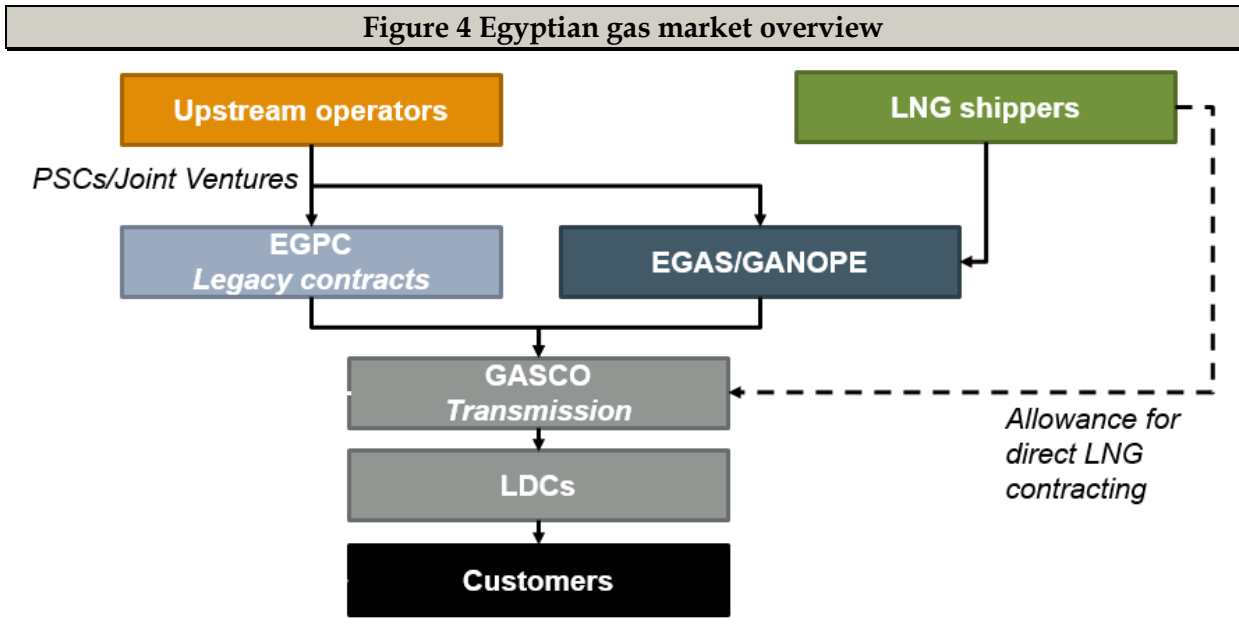 Figure 4 Egyptian gas market overview
Upstream operators
LNG shippers
PSCs/Joint Ventures
EGPC
Legacy contracts
EGAS/GANOPE
GASCO
Transmission
Allowance for
direct LNG
contracting
LDCs
Customers